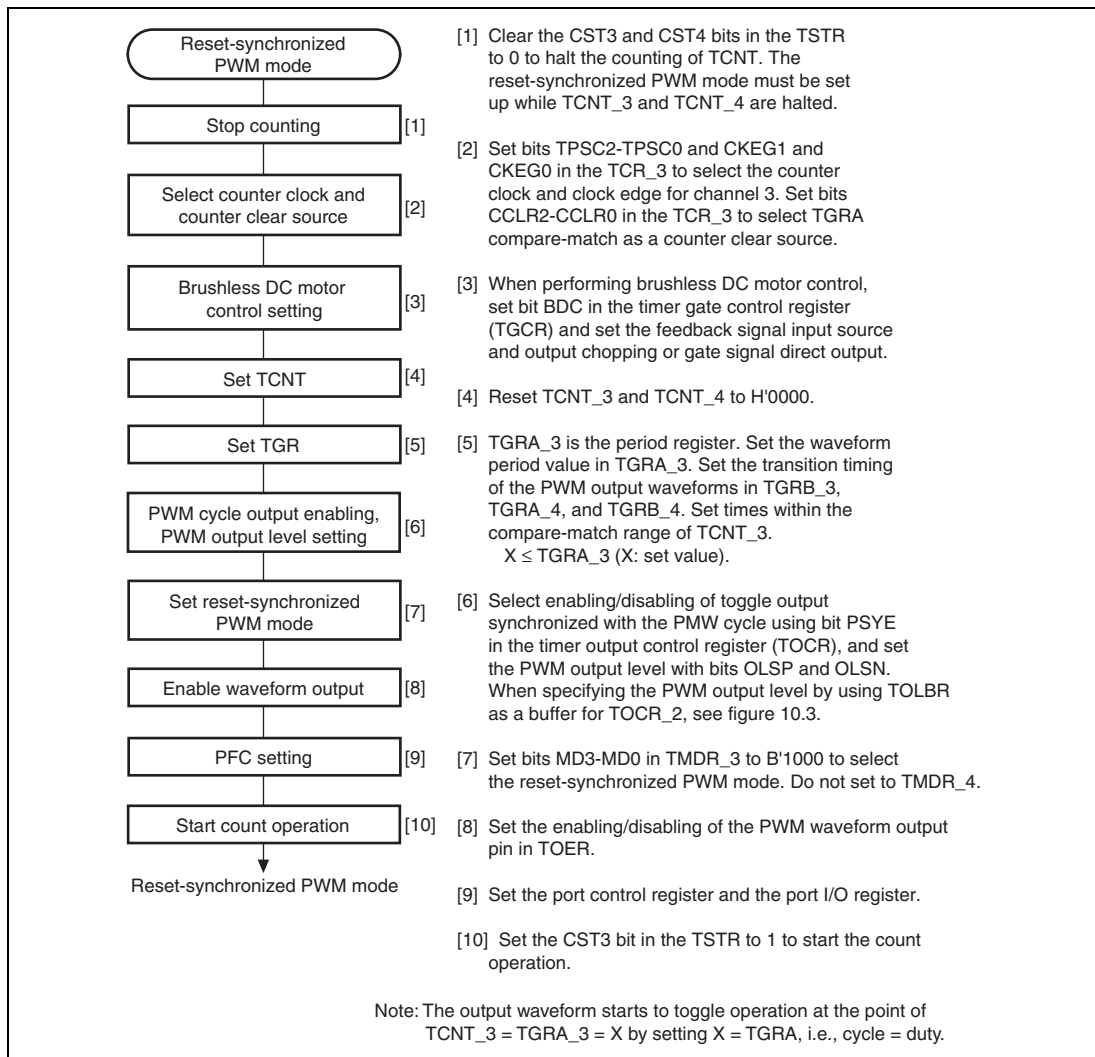 Reset-synchronized
PWM mode
Stop counting
[1]
Select counter clock and
counter clear source
[2]
Brushless DC motor
control setting
[3]
Set TCNT
[4]
Set TGR
[5]
PWM cycle output enabling,
PWM output level setting
[6]
Set reset-synchronized
PWM mode
[7]
Enable waveform output
[8]
PFC setting
[9]
Start count operation
[10]
Reset-synchronized PWM mode
[1] Clear the CST3 and CST4 bits in the TSTR
to 0 to halt the counting of TCNT. The
reset-synchronized PWM mode must be set
up while TCNT_3 and TCNT_4 are halted.
[2] Set bits TPSC2-TPSC0 and CKEG1 and
CKEG0 in the TCR_3 to select the counter
clock and clock edge for channel 3. Set bits
CCLR2-CCLR0 in the TCR_3 to select TGRA
compare-match as a counter clear source.
[3] When performing brushless DC motor control,
set bit BDC in the timer gate control register
(TGCR) and set the feedback signal input source
and output chopping or gate signal direct output.
[4] Reset TCNT_3 and TCNT_4 to H'0000.
[5] TGRA_3 is the period register. Set the waveform
period value in TGRA_3. Set the transition timing
of the PWM output waveforms in TGRB_3,
TGRA_4, and TGRB_4. Set times within the
compare-match range of TCNT_3.
X ≤ TGRA_3 (X: set value).
[6] Select enabling/disabling of toggle output
synchronized with the PMW cycle using bit PSYE
in the timer output control register (TOCR), and set
the PWM output level with bits OLSP and OLSN.
When specifying the PWM output level by using TOLBR
as a buffer for TOCR_2, see figure 10.3.
[7] Set bits MD3-MD0 in TMDR_3 to B'1000 to select
the reset-synchronized PWM mode. Do not set to TMDR_4.
[8] Set the enabling/disabling of the PWM waveform output
pin in TOER.
[9] Set the port control register and the port I/O register.
[10] Set the CST3 bit in the TSTR to 1 to start the count
operation.
Note: The output waveform starts to toggle operation at the point of
TCNT_3 = TGRA_3 = X by setting X = TGRA, i.e., cycle = duty.